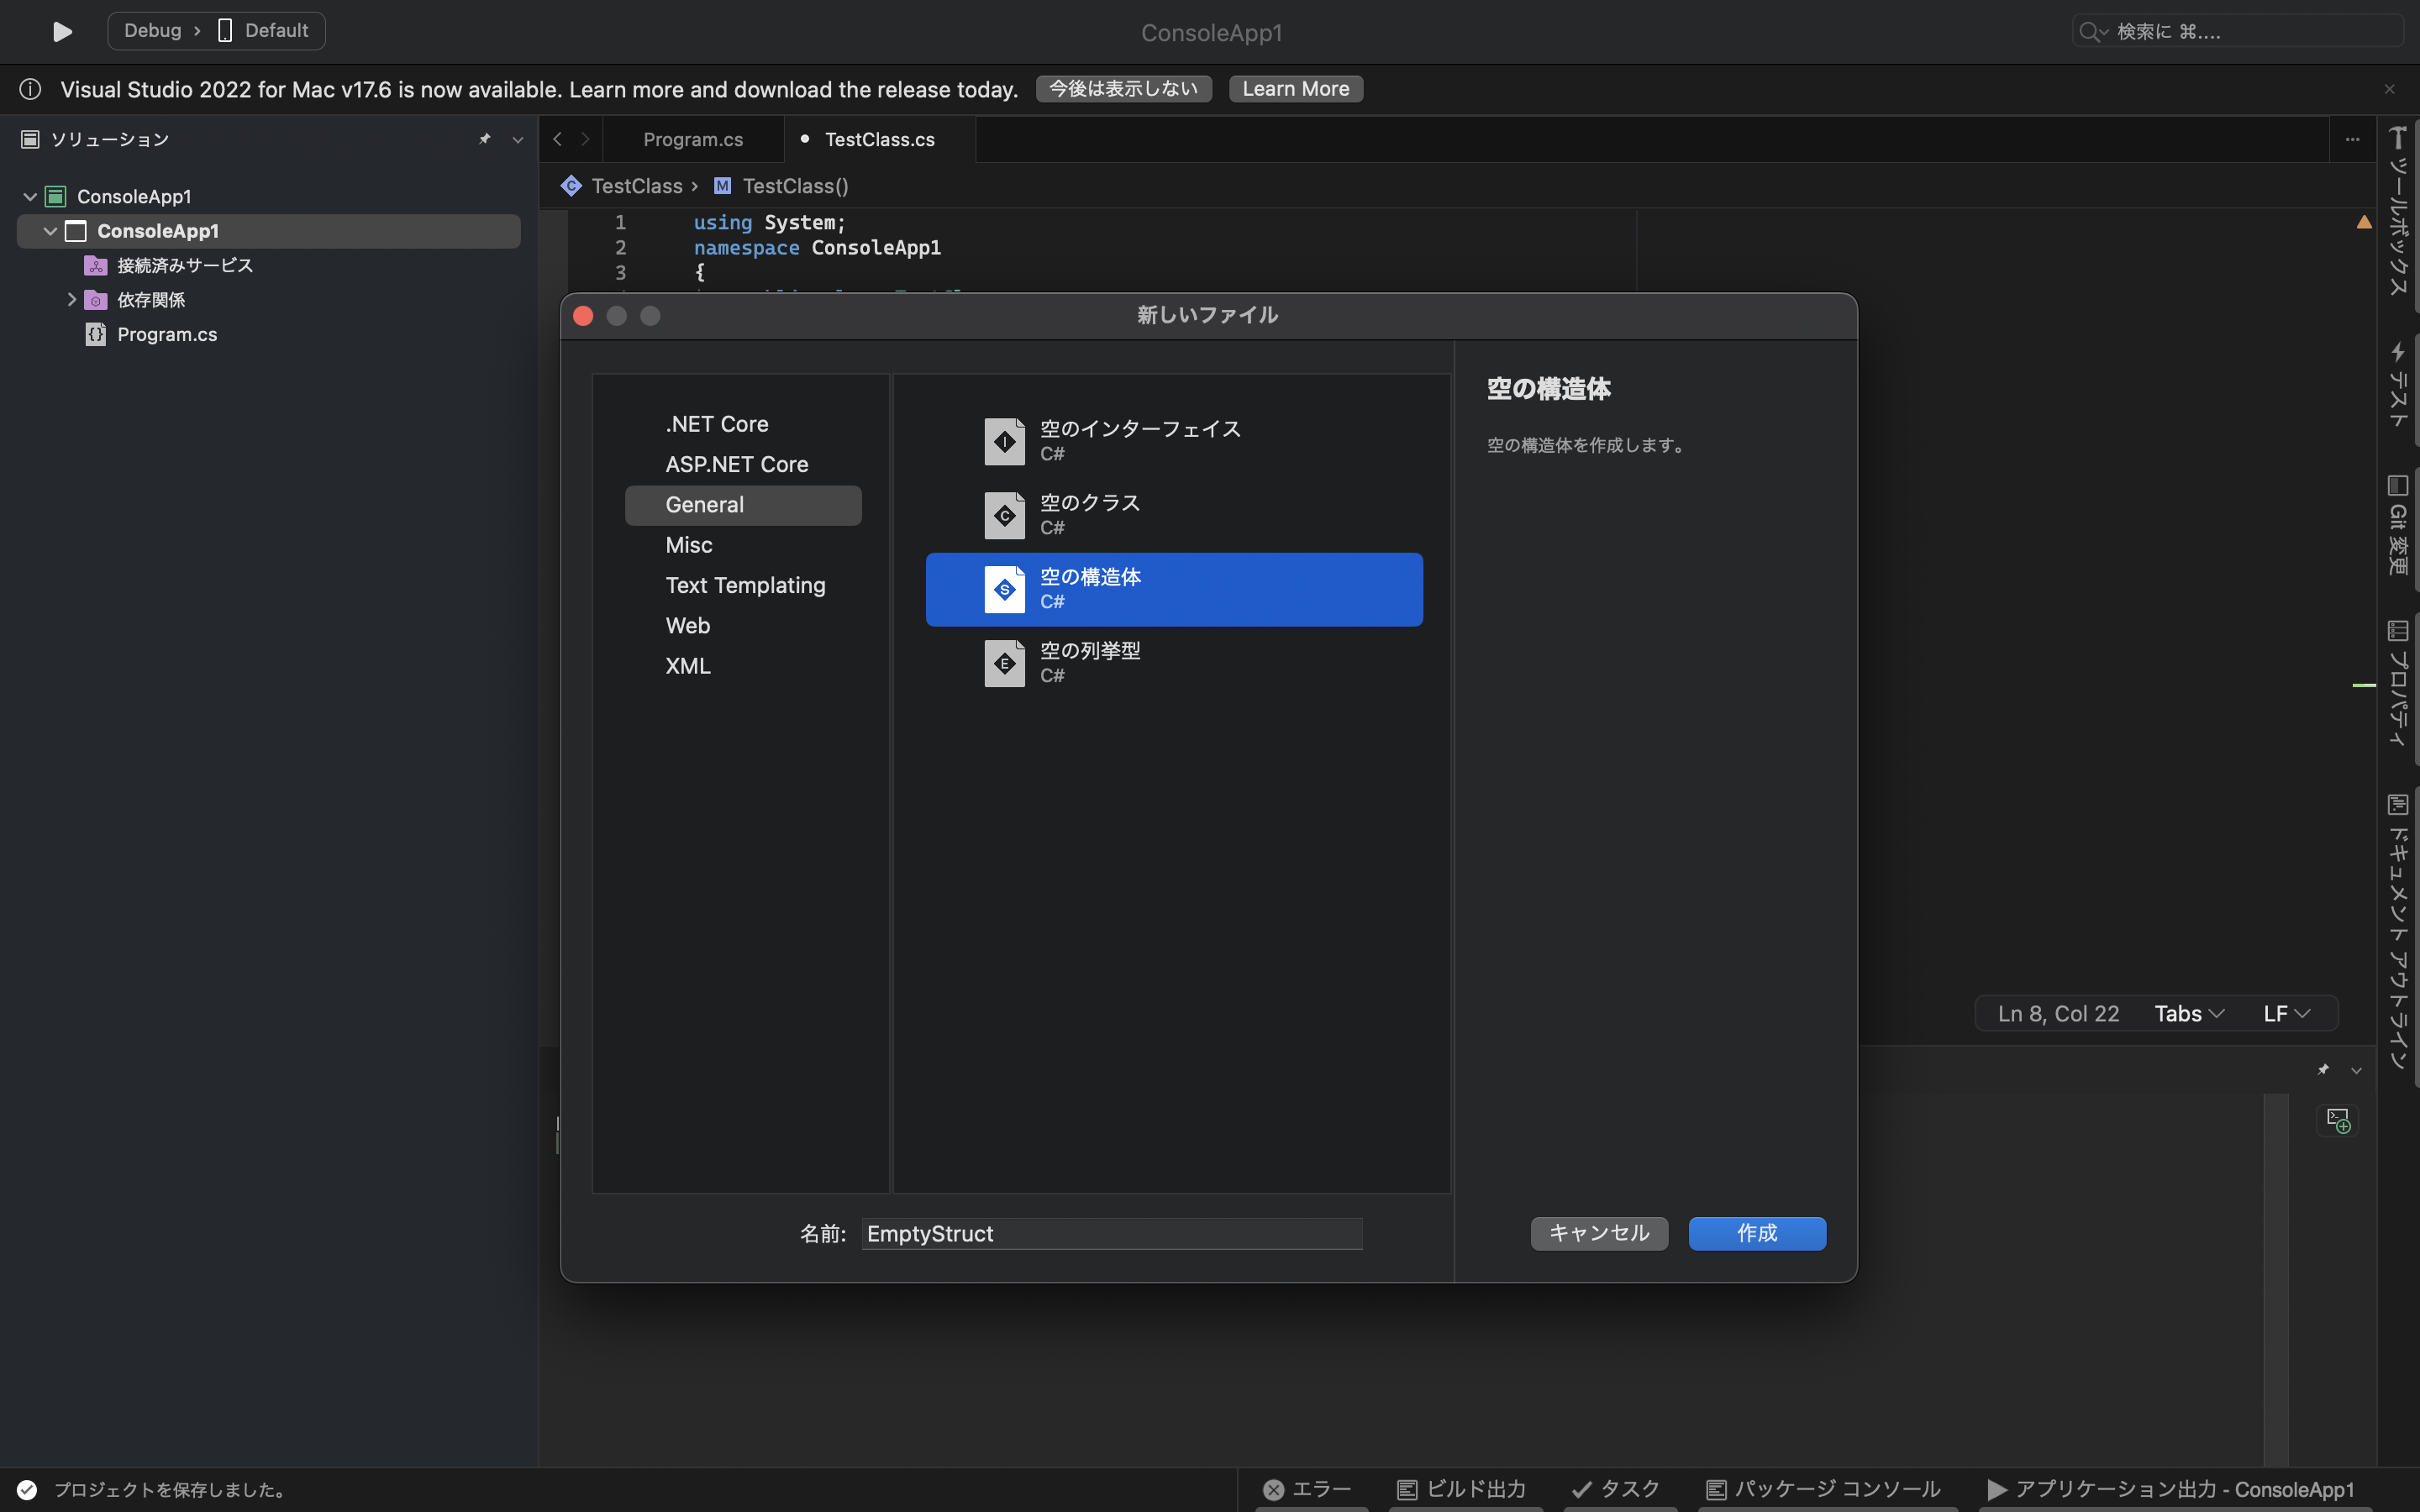 Debug › Default
ConsoleApp1
検索に ⌘....
Visual Studio 2022 for Mac v17.6 is now available. Learn more and download the release today.
今後は表示しない
Learn More
ソリューション
ConsoleApp1
ConsoleApp1
接続済みサービス
依存関係
Program.cs
Program.cs
TestClass.cs
TestClass › M TestClass()
1 using System;
2 namespace ConsoleApp1
3 {
新しいファイル
.NET Core
ASP.NET Core
General
Misc
Text Templating
Web
XML
空のインターフェイス
C#
空のクラス
C#
空の構造体
C#
空の列挙型
C#
空の構造体
空の構造体を作成します。
名前: EmptyStruct
キャンセル
作成
Ln 8, Col 22
Tabs
LF
ツールボックス
テスト
Git 変更
プロパティ
ドキュメント アウトライン
プロジェクトを保存しました。
エラー
ビルド出力
タスク
パッケージ コンソール
アプリケーション出力 - ConsoleApp1